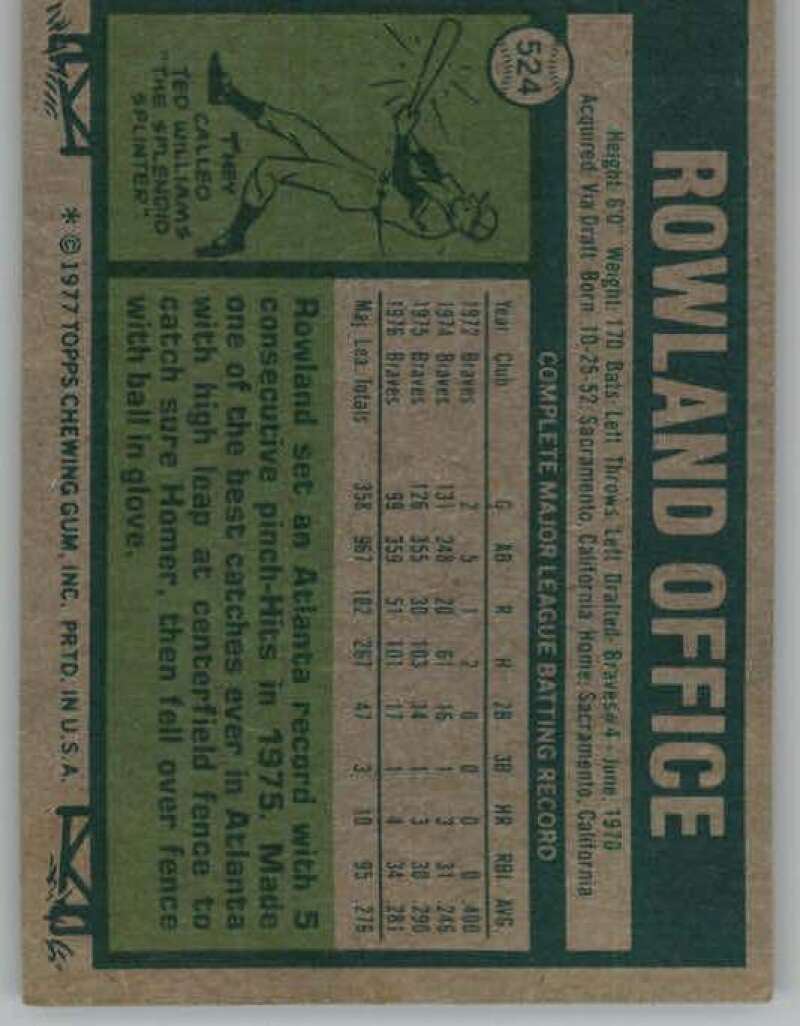 524
ROWLAND OFFICE
Height: 6'0" Weight: 170 Bats: Left Throws: Left Drafted: Braves #4 - June, 1970
Acquired: Via Draft Born: 10-25-52, Sacramento, California Home: Sacramento, California
COMPLETE MAJOR LEAGUE BATTING RECORD
Year Club G AB R H 2B 3B HR RBI AVG.
1972 Braves 2 5 1 2 0 0 0 0 .400
1974 Braves 131 248 20 61 16 1 3 31 .246
1975 Braves 126 355 30 103 14 1 3 30 .290
1976 Braves 99 359 51 101 17 1 4 34 .281
Maj. Lea. Totals 358 967 102 267 47 3 10 95 .276
THEY
CALLED
TED WILLIAMS
"THE SPLENDID
SPLINTER."
Rowland set an Atlanta record with 5
consecutive pinch-Hits in 1975. Made
one of the best catches ever in Atlanta
with high leap at centerfield fence to
catch sure Homer, then fell over fence
with ball in glove.
* © 1977 TOPPS CHEWING GUM, INC. PRTD. IN U.S.A.